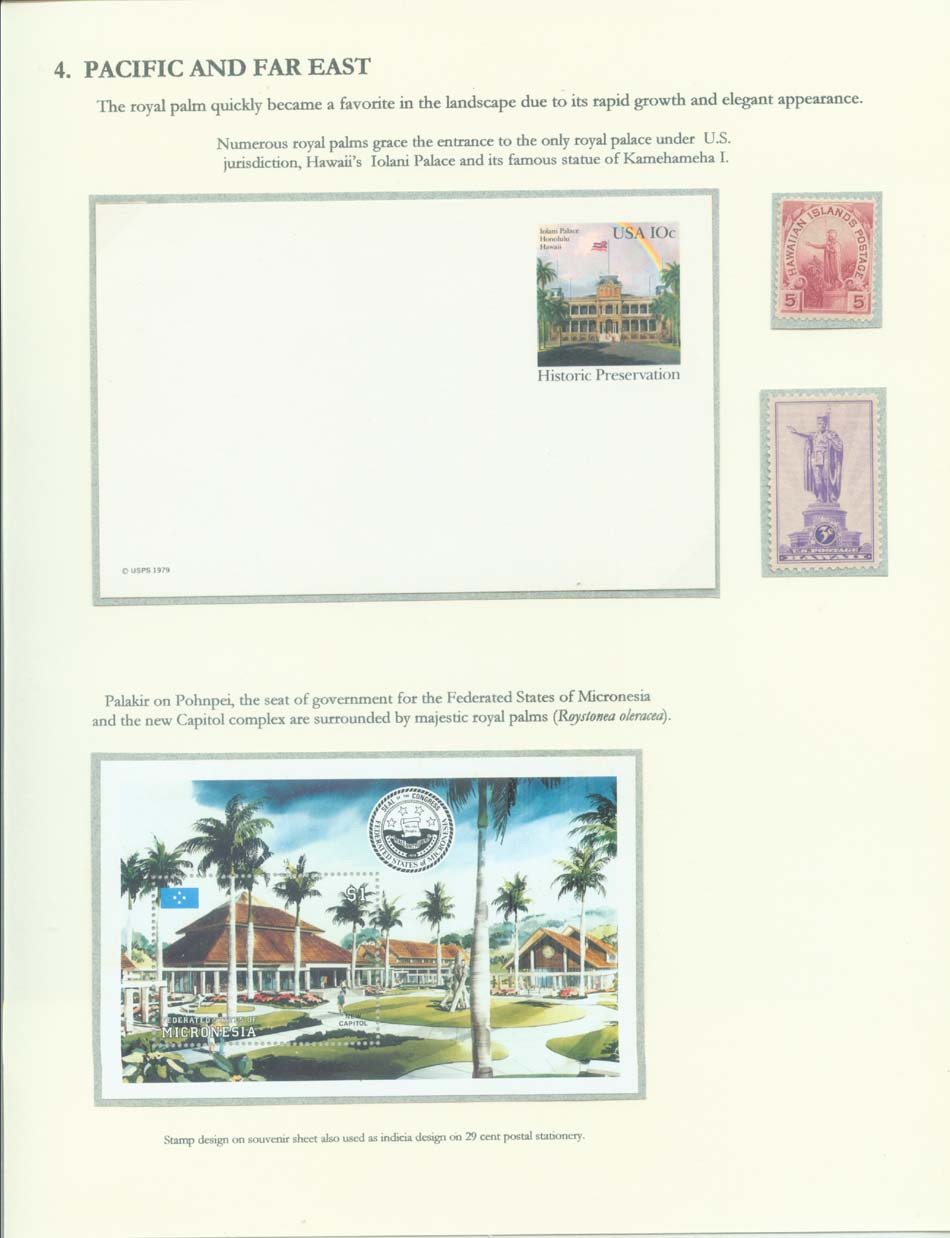 4. PACIFIC AND FAR EAST
The royal palm quickly became a favorite in the landscape due to its rapid growth and elegant appearance.
Numerous royal palms grace the entrance to the only royal palace under U.S.
jurisdiction, Hawaii's Iolani Palace and its famous statue of Kamehameha I.
Iolani Palace
Honolulu
Hawaii
USA 10c
Historic Preservation
© USPS 1979
HAWAIIAN ISLANDS POSTAGE
5 5
3c
U.S. POSTAGE
HAWAII
Palakir on Pohnpei, the seat of government for the Federated States of Micronesia
and the new Capitol complex are surrounded by majestic royal palms (Roystonea oleracea).
SEAL OF THE CONGRESS
FEDERATED STATES of MICRONESIA
$1
FEDERATED STATES OF
MICRONESIA
NEW
CAPITOL
Stamp design on souvenir sheet also used as indicia design on 29 cent postal stationery.